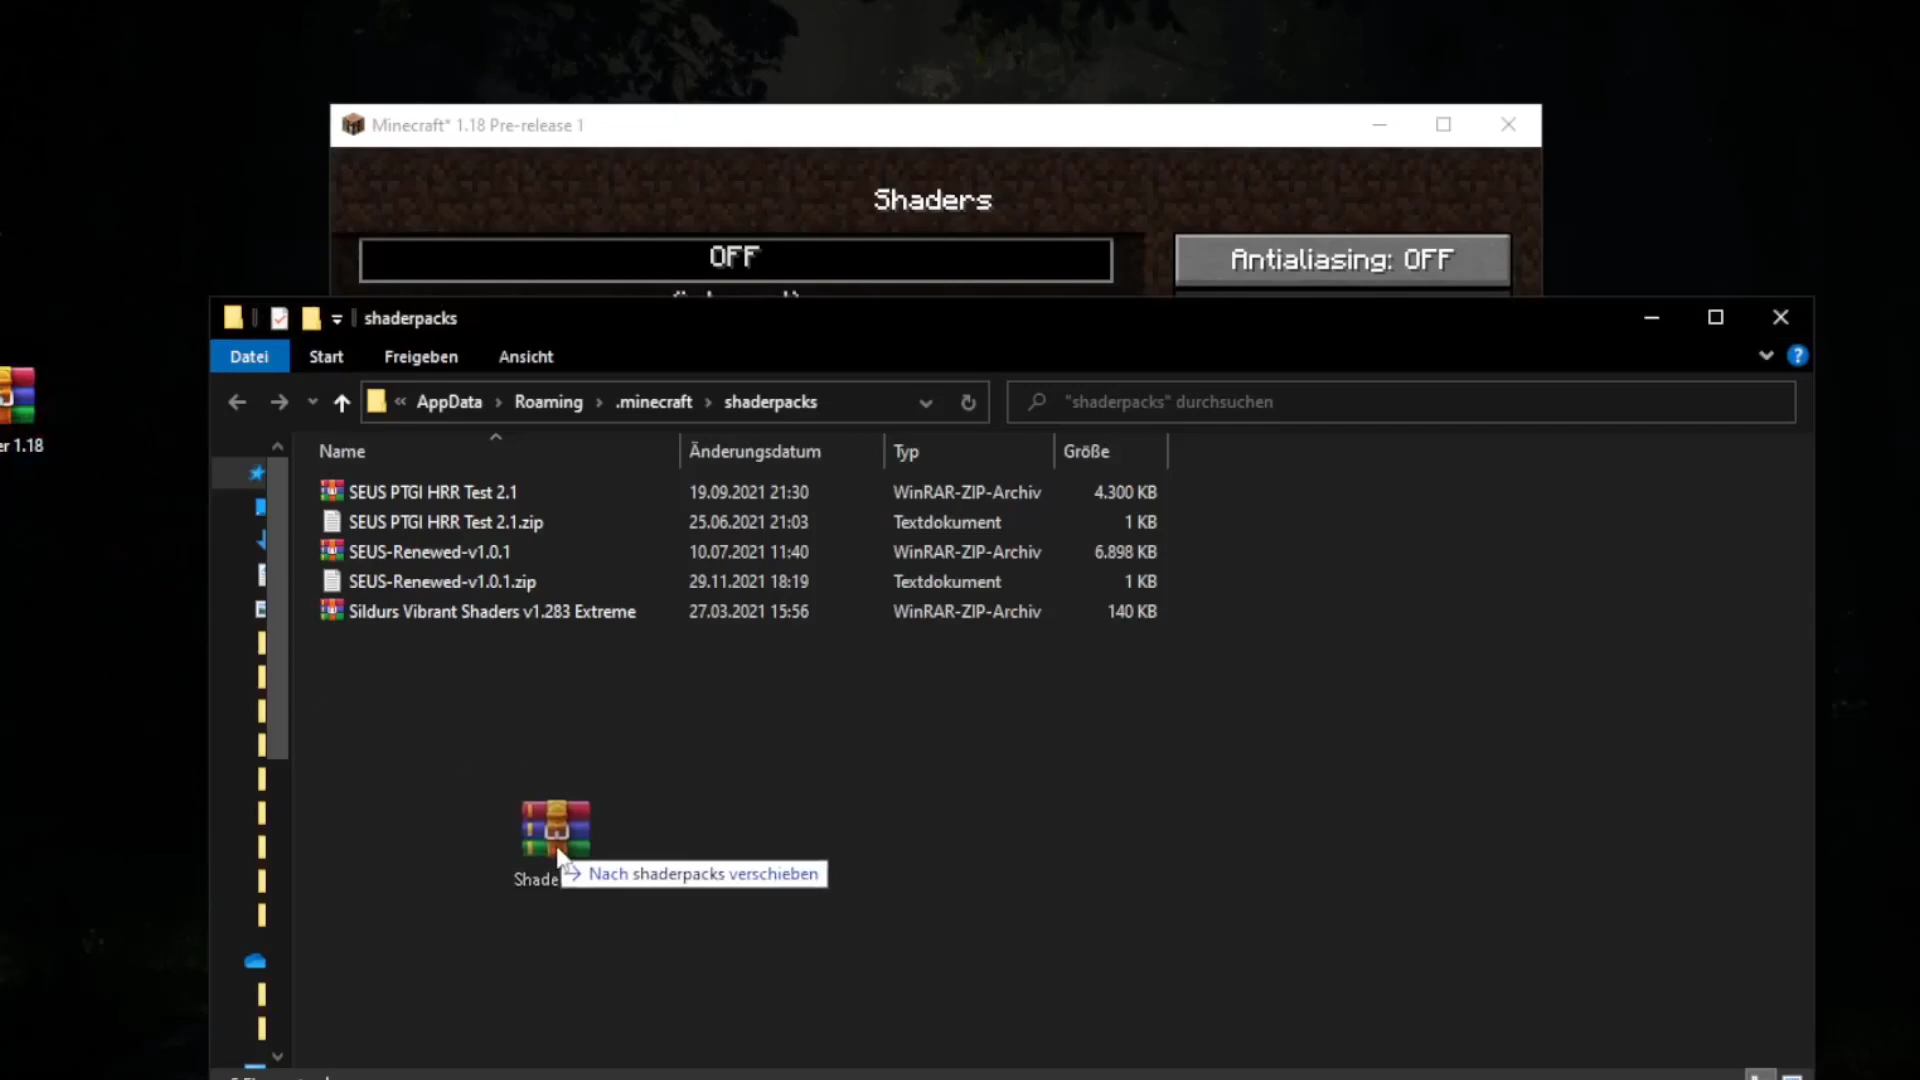 Minecraft* 1.18 Pre-release 1
Shaders
OFF
Antialiasing: OFF
shaderpacks
Datei
Start
Freigeben
Ansicht
« AppData › Roaming › .minecraft › shaderpacks
"shaderpacks" durchsuchen
er 1.18
Name Änderungsdatum Typ Größe
SEUS PTGI HRR Test 2.1 19.09.2021 21:30 WinRAR-ZIP-Archiv 4.300 KB
SEUS PTGI HRR Test 2.1.zip 25.06.2021 21:03 Textdokument 1 KB
SEUS-Renewed-v1.0.1 10.07.2021 11:40 WinRAR-ZIP-Archiv 6.898 KB
SEUS-Renewed-v1.0.1.zip 29.11.2021 18:19 Textdokument 1 KB
Sildurs Vibrant Shaders v1.283 Extreme 27.03.2021 15:56 WinRAR-ZIP-Archiv 140 KB
Shade
Nach shaderpacks verschieben